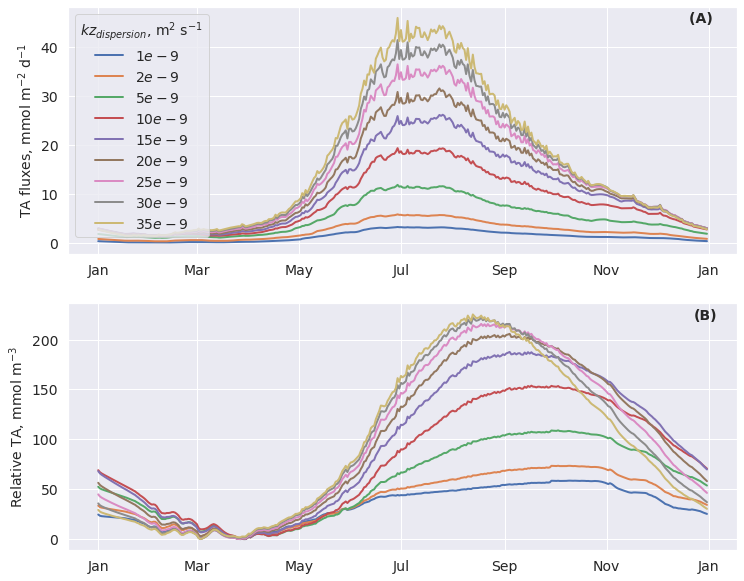 (A)
kz_dispersion, m² s⁻¹
1e − 9
2e − 9
5e − 9
10e − 9
15e − 9
20e − 9
25e − 9
30e − 9
35e − 9
TA fluxes, mmol m⁻² d⁻¹
40
30
20
10
0
Jan Mar May Jul Sep Nov Jan
(B)
Relative TA, mmol m⁻³
200
150
100
50
0
Jan Mar May Jul Sep Nov Jan